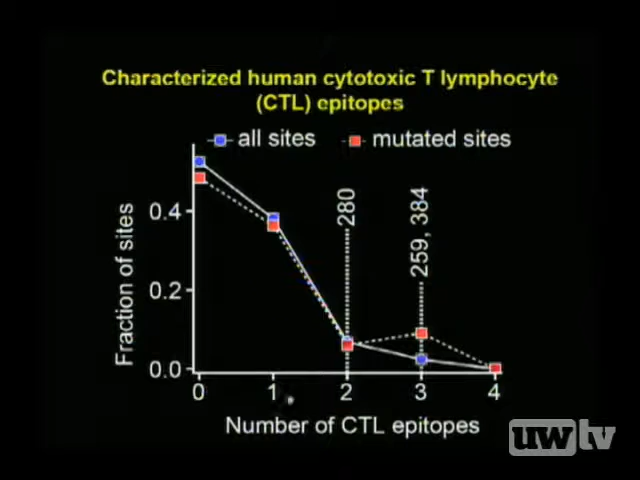 Characterized human cytotoxic T lymphocyte
(CTL) epitopes
all sites
mutated sites
Fraction of sites
0.4
0.2
0.0
280
259, 384
0
1
2
3
4
Number of CTL epitopes
uwtv